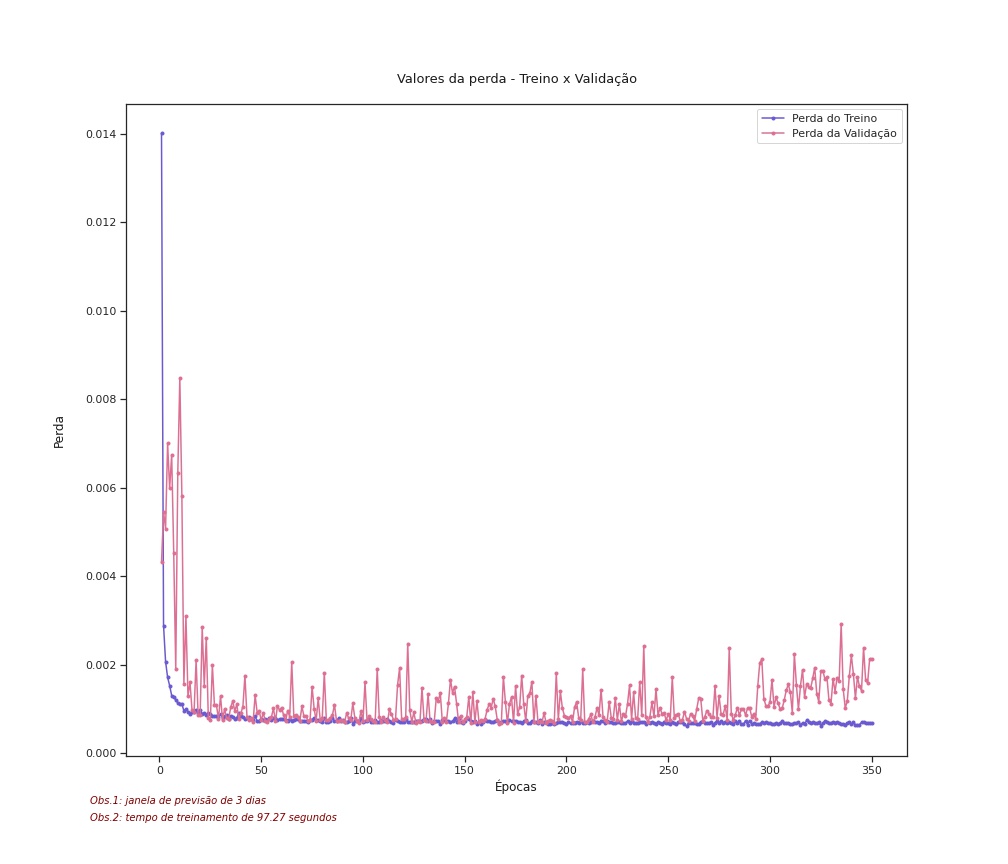 Valores da perda - Treino x Validação
Perda do Treino
Perda da Validação
0.014
0.012
0.010
0.008
0.006
0.004
0.002
0.000
Perda
0 50 100 150 200 250 300 350
Épocas
Obs.1: janela de previsão de 3 dias
Obs.2: tempo de treinamento de 97.27 segundos